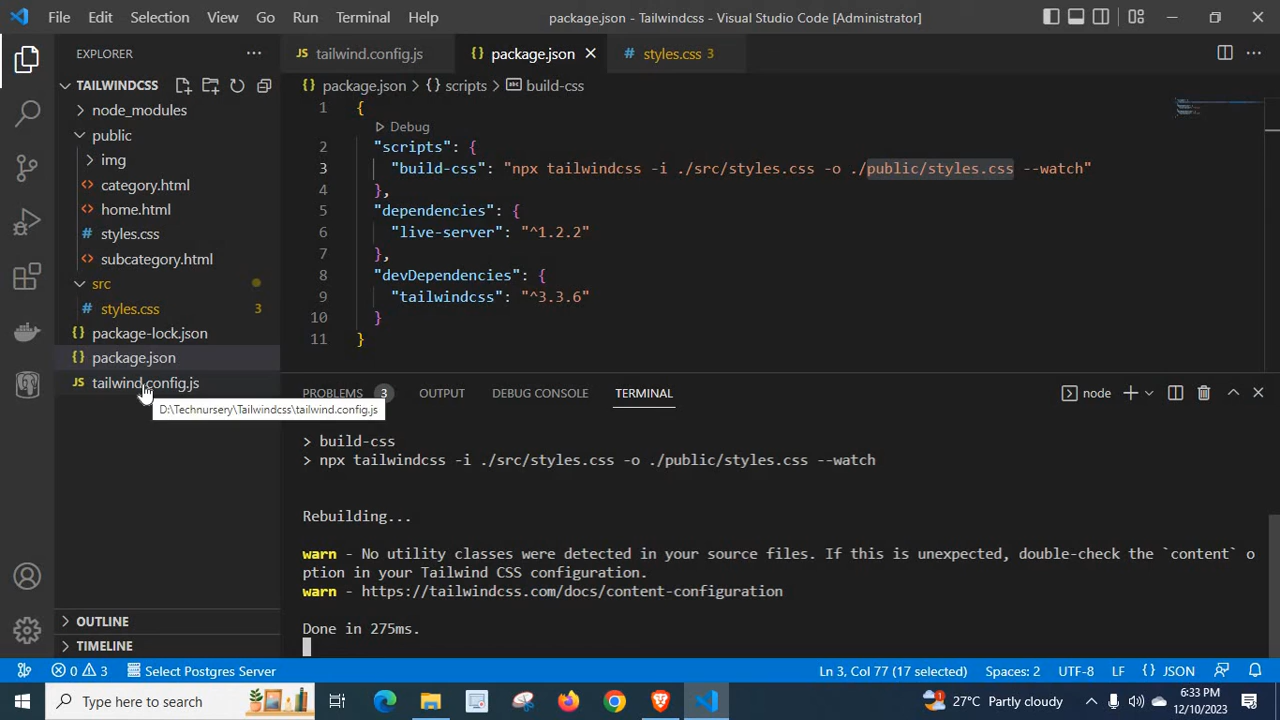 File Edit Selection View Go Run Terminal Help package.json - Tailwindcss - Visual Studio Code [Administrator]
EXPLORER
TAILWINDCSS
node_modules
public
img
category.html
home.html
styles.css
subcategory.html
src
styles.css 3
package-lock.json
package.json
tailwind.config.js
D:\Technursery\Tailwindcss\tailwind.config.js
OUTLINE
TIMELINE
tailwind.config.js package.json styles.css 3
package.json > scripts > build-css
1 {
Debug
2 "scripts": {
3 "build-css": "npx tailwindcss -i ./src/styles.css -o ./public/styles.css --watch"
4 },
5 "dependencies": {
6 "live-server": "^1.2.2"
7 },
8 "devDependencies": {
9 "tailwindcss": "^3.3.6"
10 }
11 }
PROBLEMS 3 OUTPUT DEBUG CONSOLE TERMINAL node
> build-css
> npx tailwindcss -i ./src/styles.css -o ./public/styles.css --watch
Rebuilding...
warn - No utility classes were detected in your source files. If this is unexpected, double-check the `content` o
ption in your Tailwind CSS configuration.
warn - https://tailwindcss.com/docs/content-configuration
Done in 275ms.
0 3 Select Postgres Server Ln 3, Col 77 (17 selected) Spaces: 2 UTF-8 LF {} JSON
Type here to search 27°C Partly cloudy 6:33 PM
12/10/2023